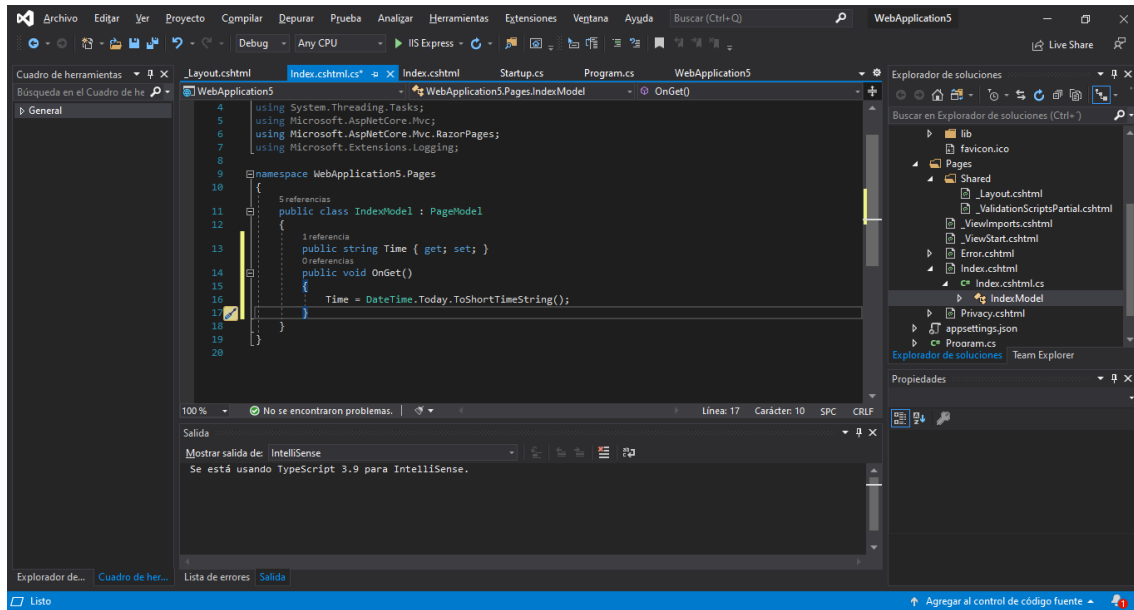 Archivo Editar Ver Proyecto Compilar Depurar Prueba Analizar Herramientas Extensiones Ventana Ayuda Buscar (Ctrl+Q) WebApplication5
Debug Any CPU IIS Express Live Share
Cuadro de herramientas
Búsqueda en el Cuadro de he
General
_Layout.cshtml Index.cshtml.cs* Index.cshtml Startup.cs Program.cs WebApplication5
WebApplication5 WebApplication5.Pages.IndexModel OnGet()
4 using System.Threading.Tasks;
5 using Microsoft.AspNetCore.Mvc;
6 using Microsoft.AspNetCore.Mvc.RazorPages;
7 using Microsoft.Extensions.Logging;
8
9 namespace WebApplication5.Pages
10 {
5 referencias
11 public class IndexModel : PageModel
12 {
1 referencia
13 public string Time { get; set; }
0 referencias
14 public void OnGet()
15 {
16 Time = DateTime.Today.ToShortTimeString();
17 }
18 }
19 }
20
100 % No se encontraron problemas. Línea: 17 Carácter: 10 SPC CRLF
Salida
Mostrar salida de: IntelliSense
Se está usando TypeScript 3.9 para IntelliSense.
Explorador de... Cuadro de her... Lista de errores Salida
Explorador de soluciones
Buscar en Explorador de soluciones (Ctrl+´)
lib
favicon.ico
Pages
Shared
_Layout.cshtml
_ValidationScriptsPartial.cshtml
_ViewImports.cshtml
_ViewStart.cshtml
Error.cshtml
Index.cshtml
C# Index.cshtml.cs
IndexModel
Privacy.cshtml
appsettings.json
C# Program.cs
Explorador de soluciones Team Explorer
Propiedades
Listo Agregar al control de código fuente 1